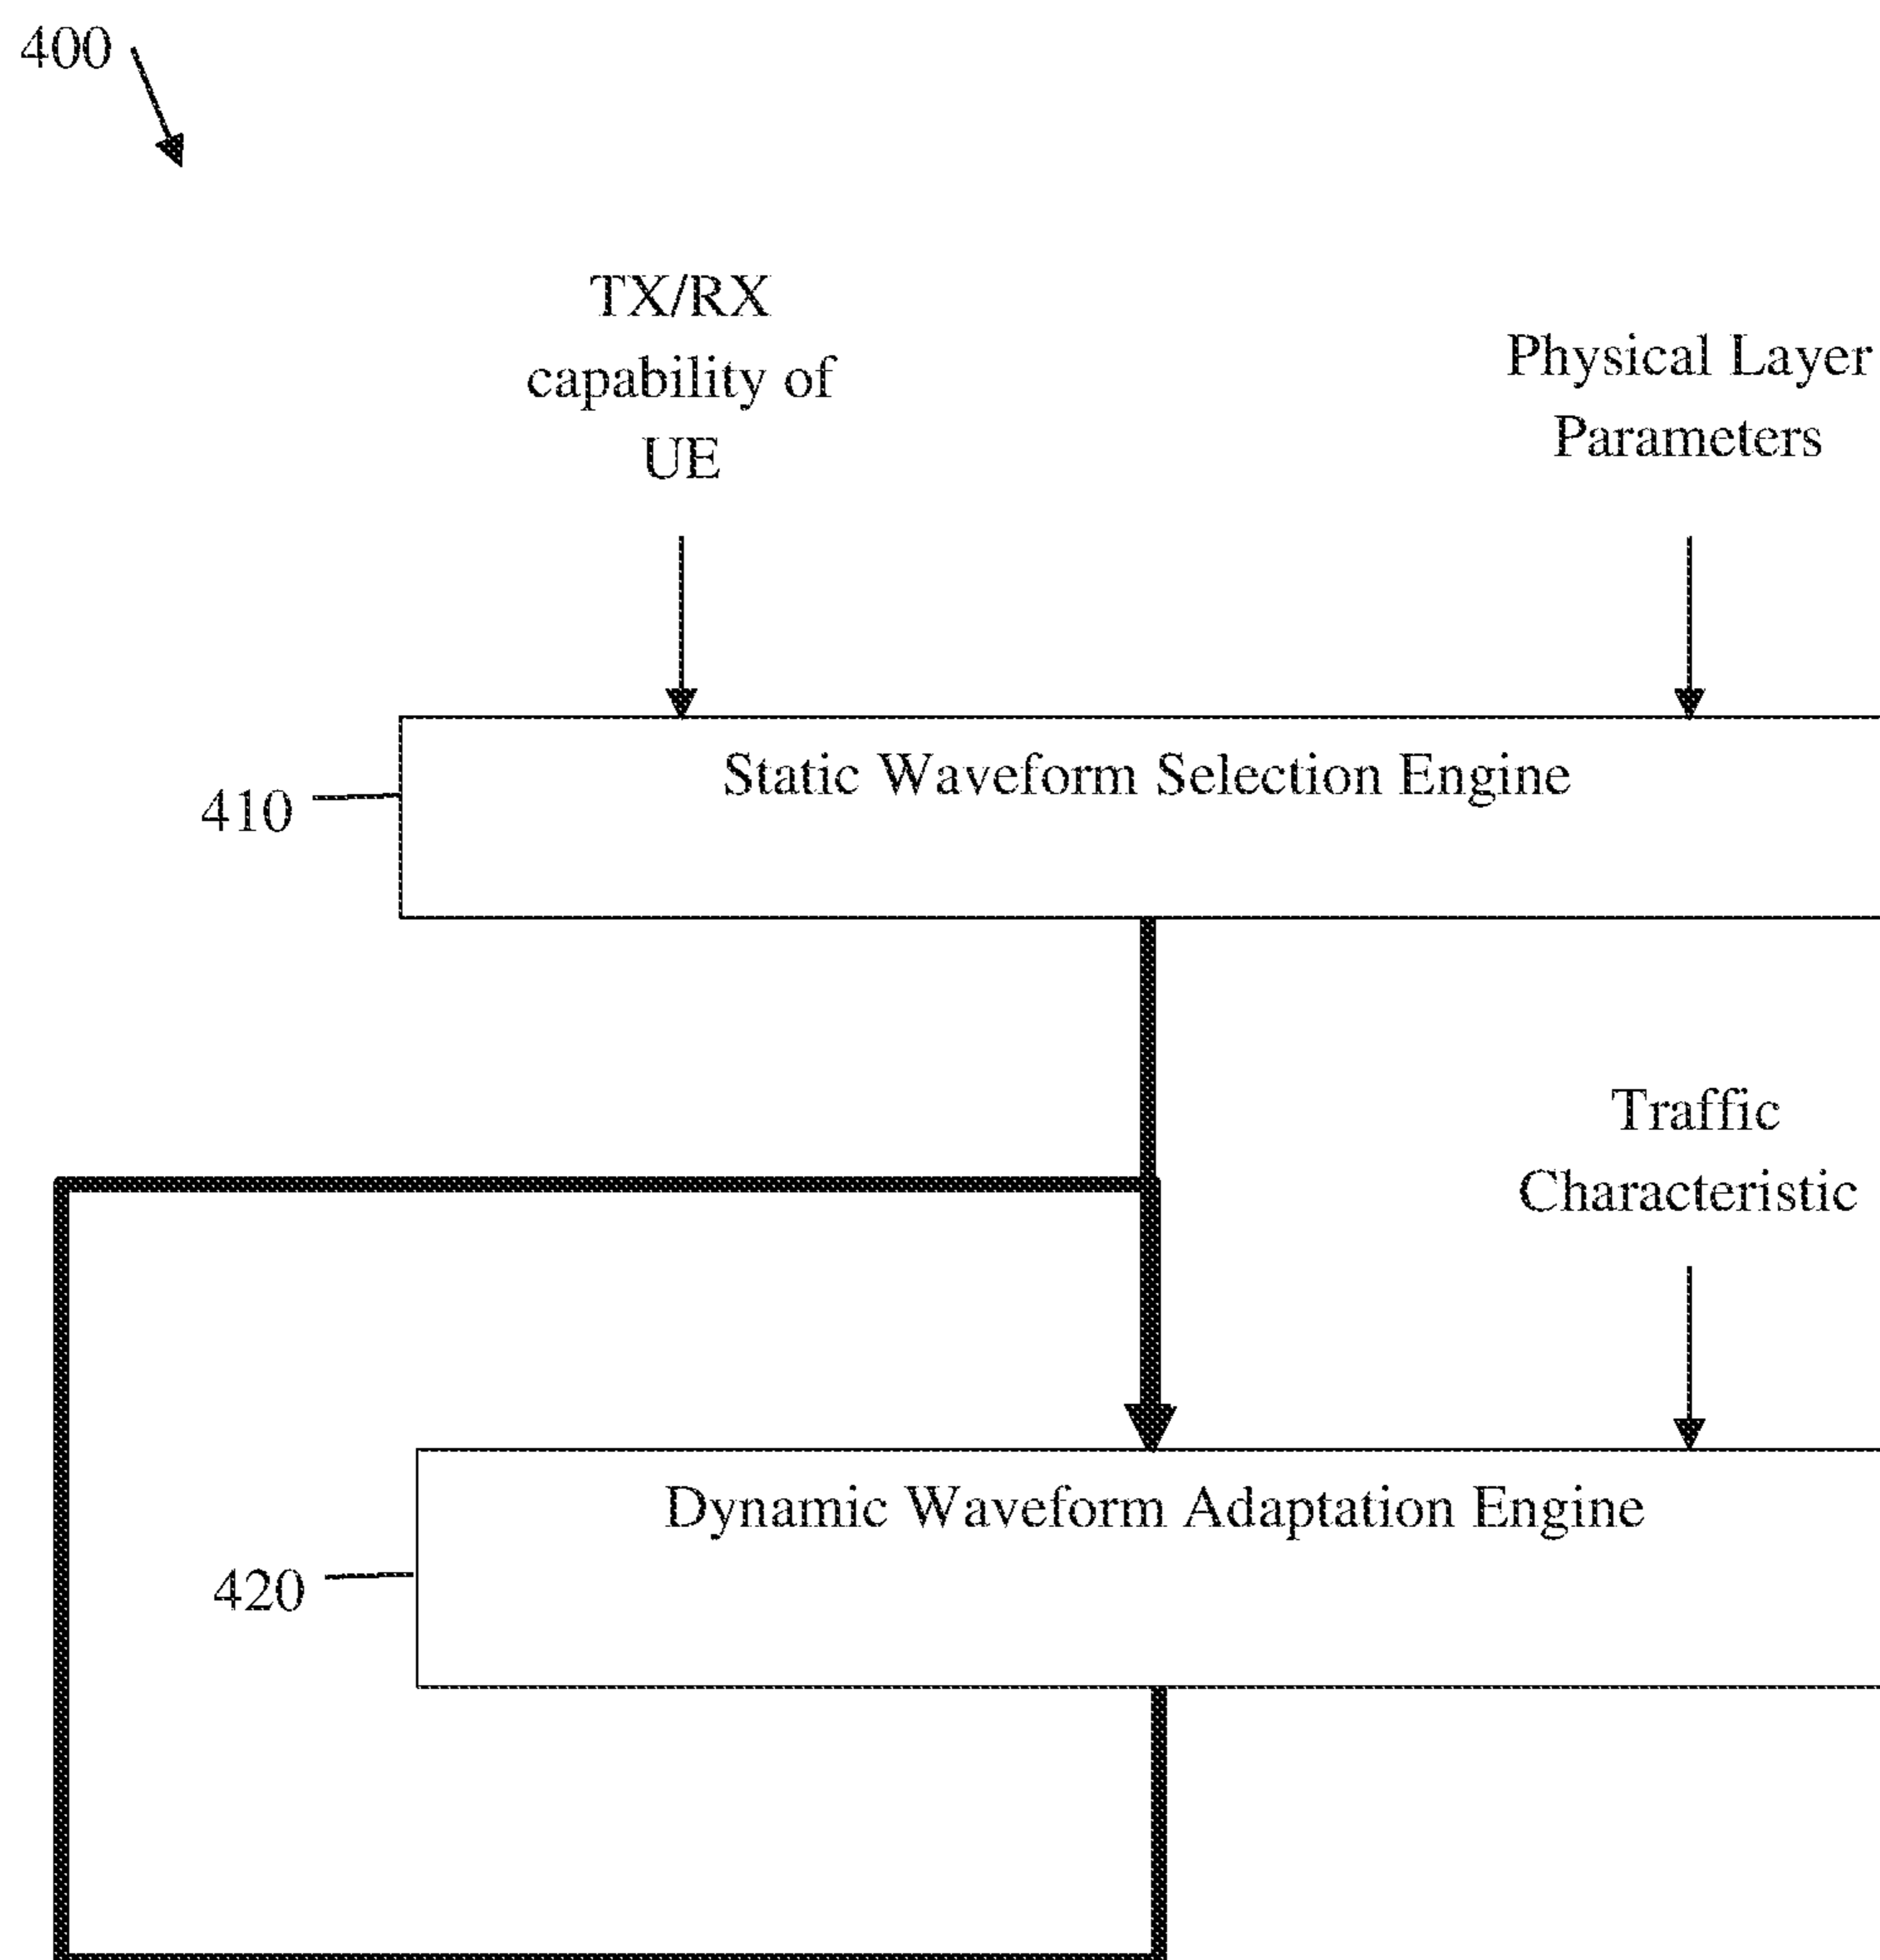 400
TX/RX
capability of
UE
Physical Layer
Parameters
Static Waveform Selection Engine
410
Traffic
Characteristic
Dynamic Waveform Adaptation Engine
420